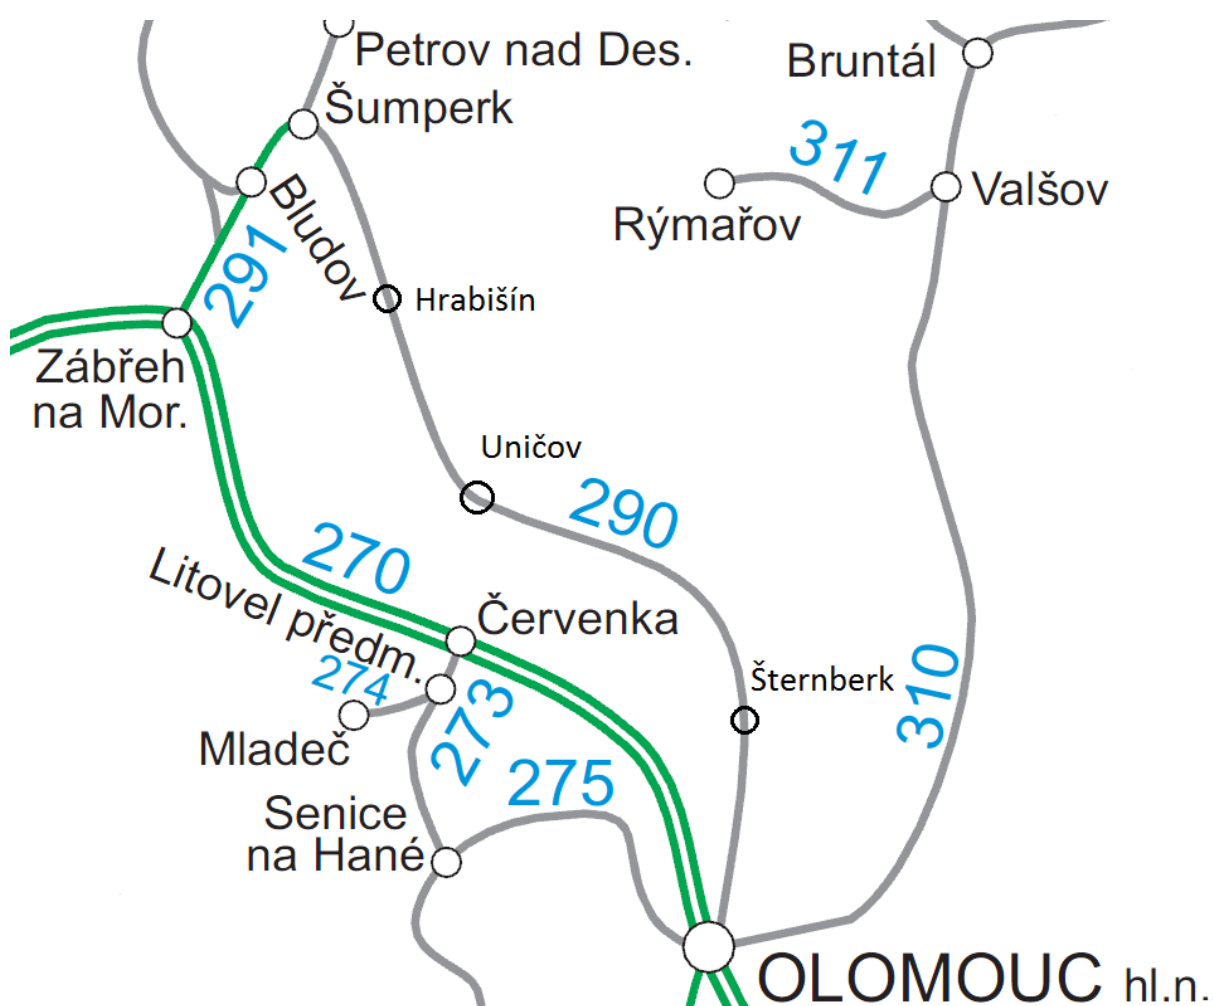 Petrov nad Des.
Bruntál
Šumperk
311
Valšov
Rýmařov
Bludov
291
Hrabišín
Zábřeh
na Mor.
Uničov
290
270
Litovel předm.
Červenka
274
Šternberk
310
273
Mladeč
275
Senice
na Hané
OLOMOUC hl.n.